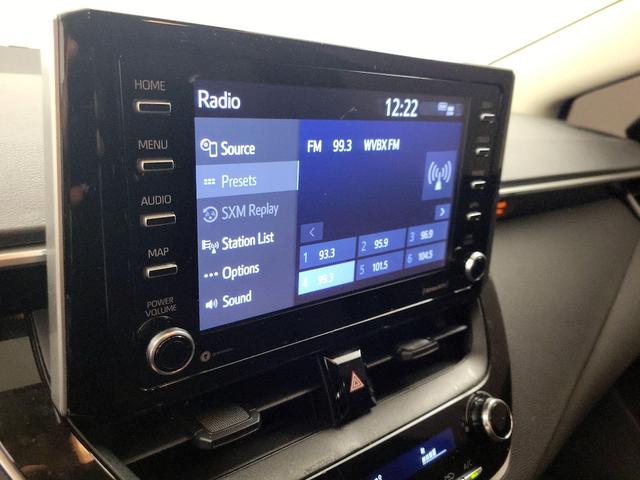 HOME
MENU
AUDIO
MAP
POWER
VOLUME
Radio 12:22
Source
Presets
SXM Replay
Station List
Options
Sound
FM 99.3 WVBX FM
1 93.3 2 95.9 3 96.9
4 99.3 5 101.5 6 104.5
A/C